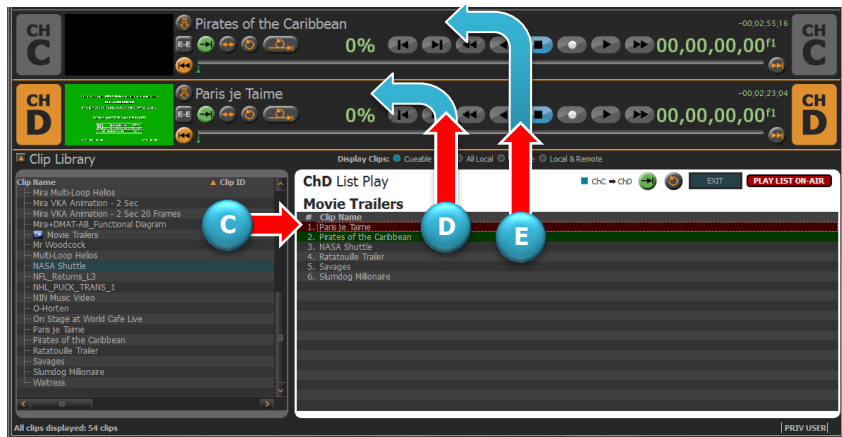 CH
C
Pirates of the Caribbean
-00;02;55;16
CH
C
E-E
0%
00,00,00,00f1
CH
D
Paris je Taime
-00;02;23;04
CH
D
E-E
0%
00,00,00,00f1
Clip Library
Display Clips: Cueable All Local Local & Remote
Clip Name Clip ID
Mira Multi-Loop Helios
Mira VKA Animation - 2 Sec
Mira VKA Animation - 2 Sec 20 Frames
Mira+DMAT-AB_Functional Diagram
Movie Trailers
Mr Woodcock
Multi-Loop Helios
NASA Shuttle
NFL_Returns_L3
NHL_PUCK_TRANS_1
NIN Music Video
O-Horten
On Stage at World Cafe Live
Paris je Taime
Pirates of the Caribbean
Ratatouille Trailer
Savages
Slumdog Millonaire
Waitress
ChD List Play
ChC ChD EXIT PLAY LIST ON-AIR
Movie Trailers
# Clip Name
1. Paris je Taime
2. Pirates of the Caribbean
3. NASA Shuttle
4. Ratatouille Trailer
5. Savages
6. Slumdog Millonaire
C
D
E
All clips displayed: 54 clips
PRIV USER